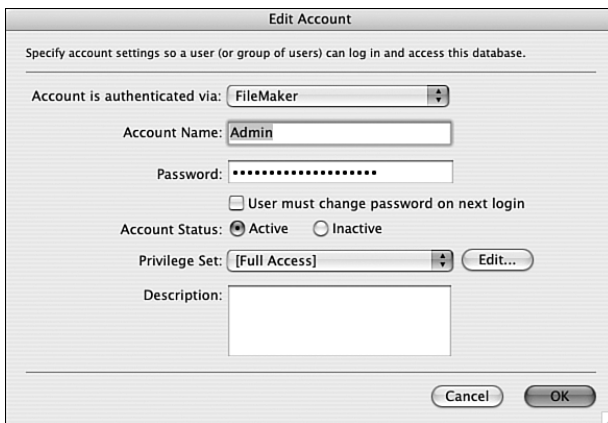 Edit Account
Specify account settings so a user (or group of users) can log in and access this database.
Account is authenticated via: FileMaker
Account Name: Admin
Password: ••••••••••••••••••••
User must change password on next login
Account Status: Active Inactive
Privilege Set: [Full Access] Edit...
Description:
Cancel OK